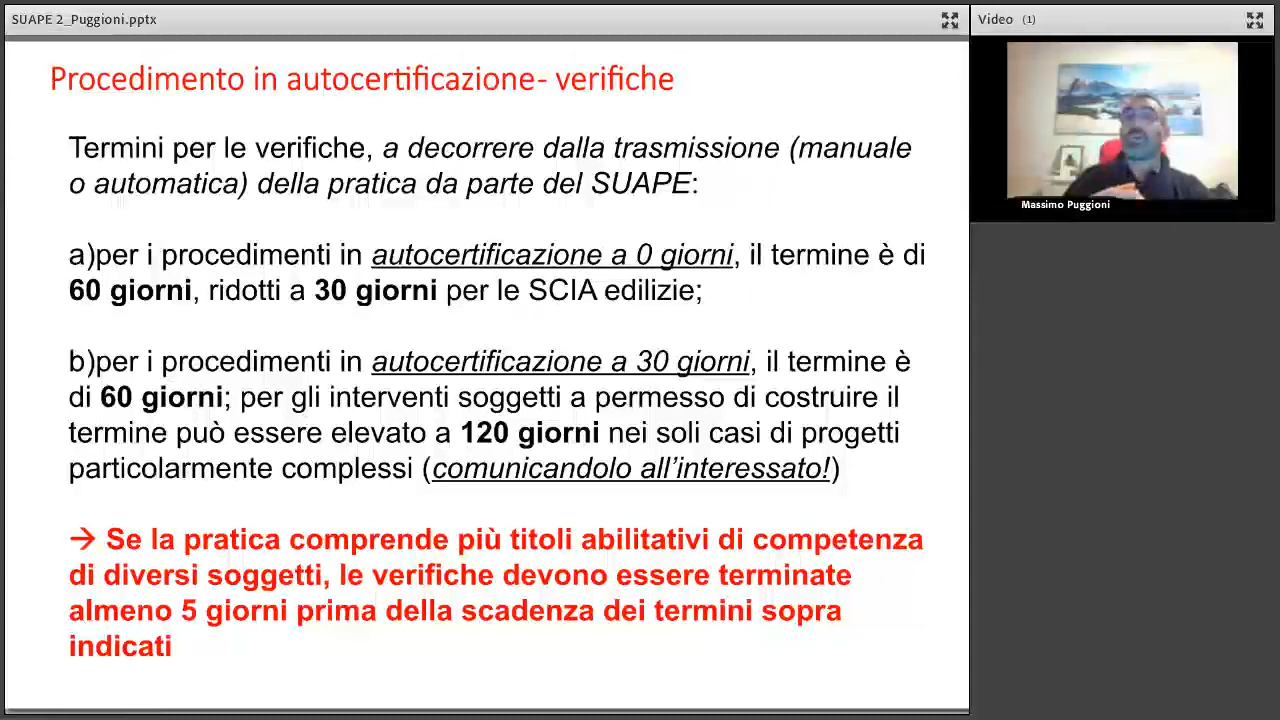 SUAPE 2_Puggioni.pptx
Video (1)
Procedimento in autocertificazione- verifiche
Massimo Puggioni
Termini per le verifiche, a decorrere dalla trasmissione (manuale
o automatica) della pratica da parte del SUAPE:
a)per i procedimenti in autocertificazione a 0 giorni, il termine è di
60 giorni, ridotti a 30 giorni per le SCIA edilizie;
b)per i procedimenti in autocertificazione a 30 giorni, il termine è
di 60 giorni; per gli interventi soggetti a permesso di costruire il
termine può essere elevato a 120 giorni nei soli casi di progetti
particolarmente complessi (comunicandolo all’interessato!)
→ Se la pratica comprende più titoli abilitativi di competenza
di diversi soggetti, le verifiche devono essere terminate
almeno 5 giorni prima della scadenza dei termini sopra
indicati